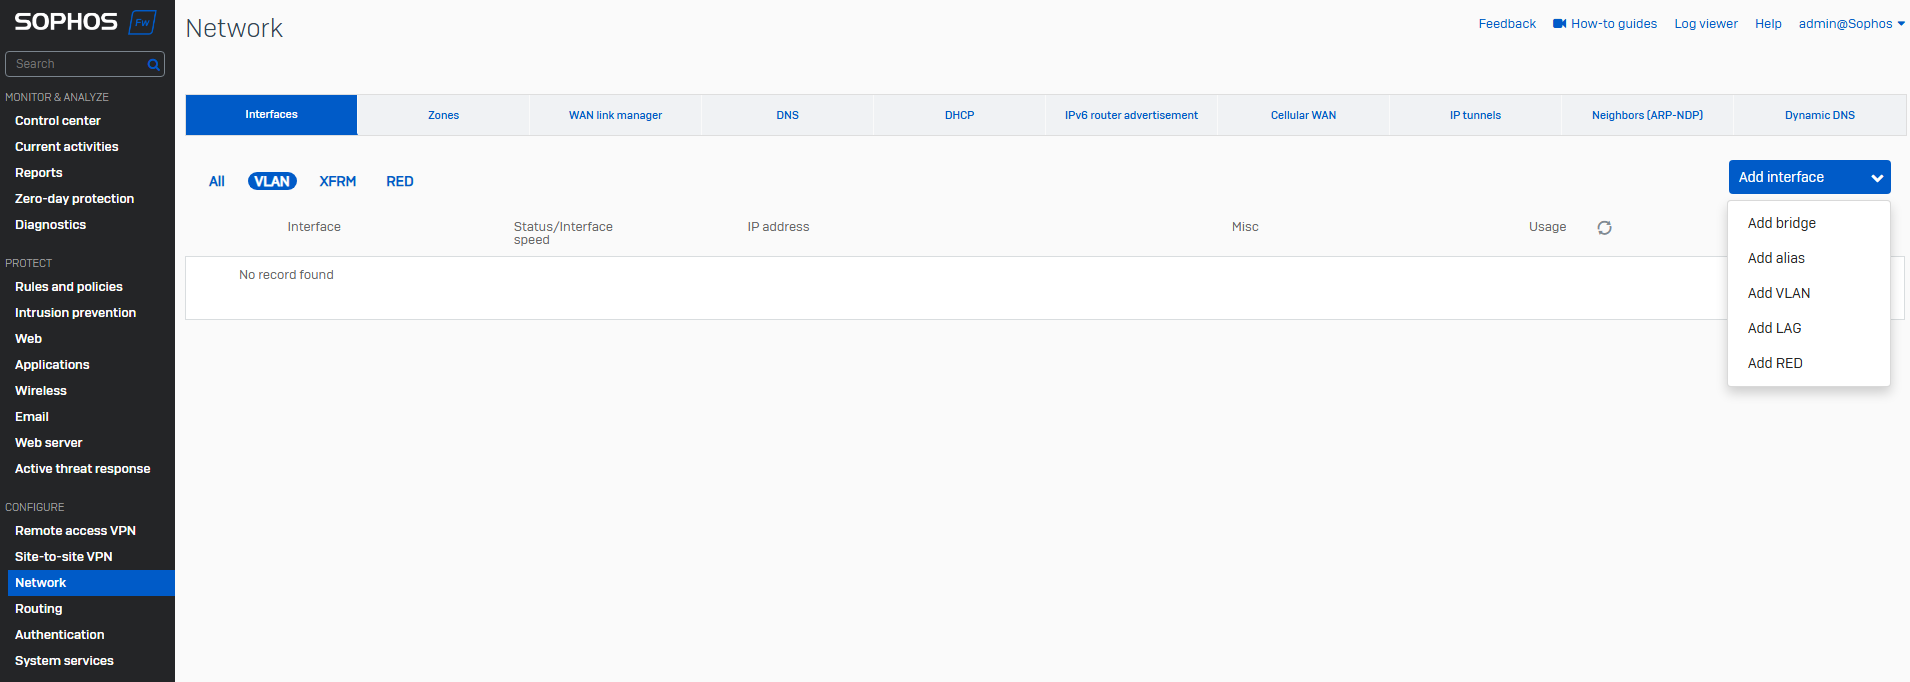 SOPHOS FW
Search
MONITOR & ANALYZE
Control center
Current activities
Reports
Zero-day protection
Diagnostics
PROTECT
Rules and policies
Intrusion prevention
Web
Applications
Wireless
Email
Web server
Active threat response
CONFIGURE
Remote access VPN
Site-to-site VPN
Network
Routing
Authentication
System services
Network
Feedback How-to guides Log viewer Help admin@Sophos
Interfaces Zones WAN link manager DNS DHCP IPv6 router advertisement Cellular WAN IP tunnels Neighbors (ARP-NDP) Dynamic DNS
All VLAN XFRM RED
Add interface
Add bridge
Add alias
Add VLAN
Add LAG
Add RED
Interface Status/Interface IP address Misc Usage
speed
No record found